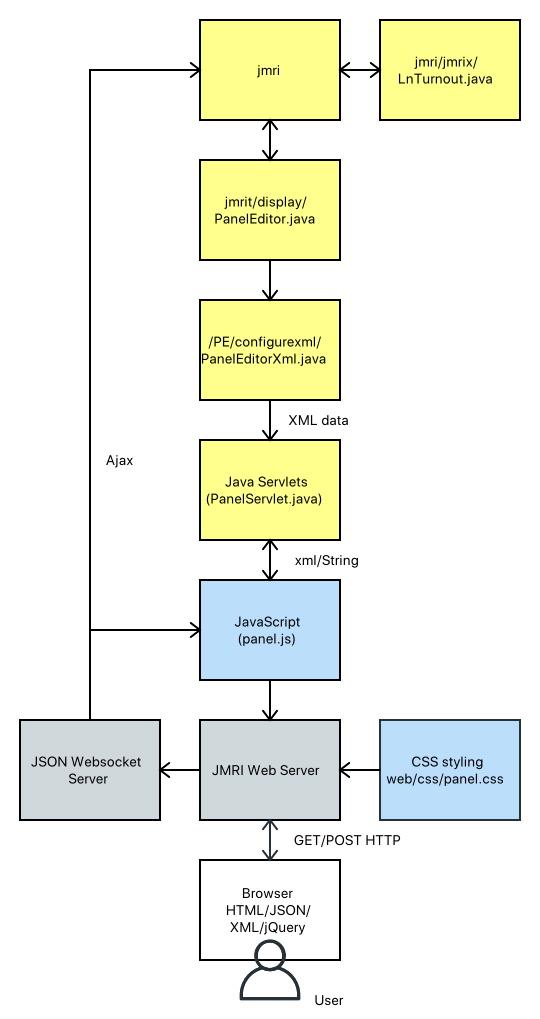 jmri
jmri/jmrix/
LnTurnout.java
jmrit/display/
PanelEditor.java
/PE/configurexml/
PanelEditorXml.java
XML data
Ajax
Java Servlets
(PanelServlet.java)
xml/String
JavaScript
(panel.js)
JSON Websocket
Server
JMRI Web Server
CSS styling
web/css/panel.css
GET/POST HTTP
Browser
HTML/JSON/
XML/jQuery
User